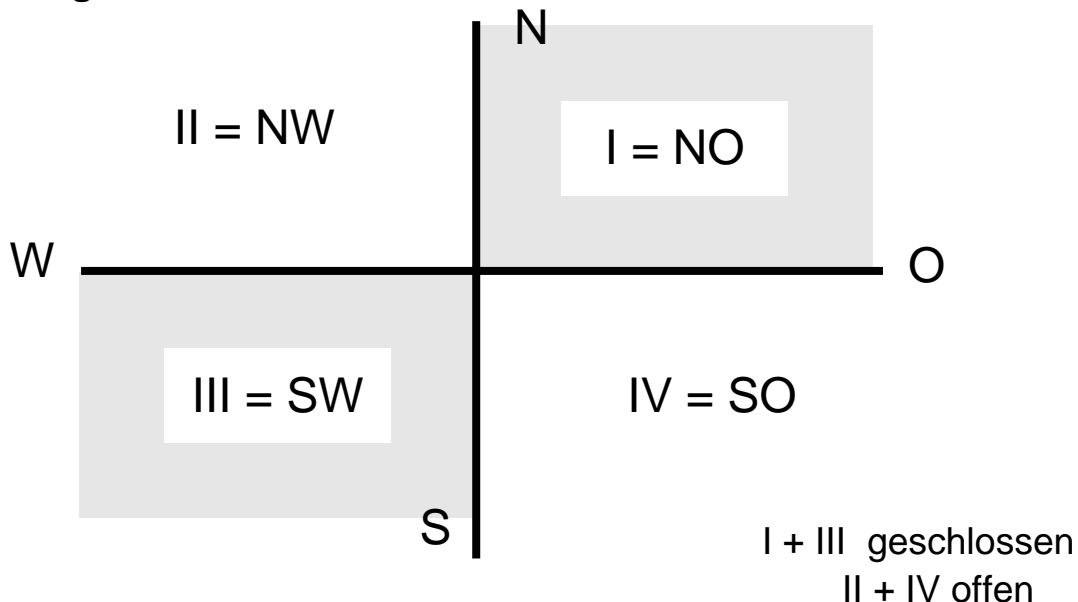 N
II = NW
I = NO
W
O
III = SW
IV = SO
S
I + III geschlossen
II + IV offen